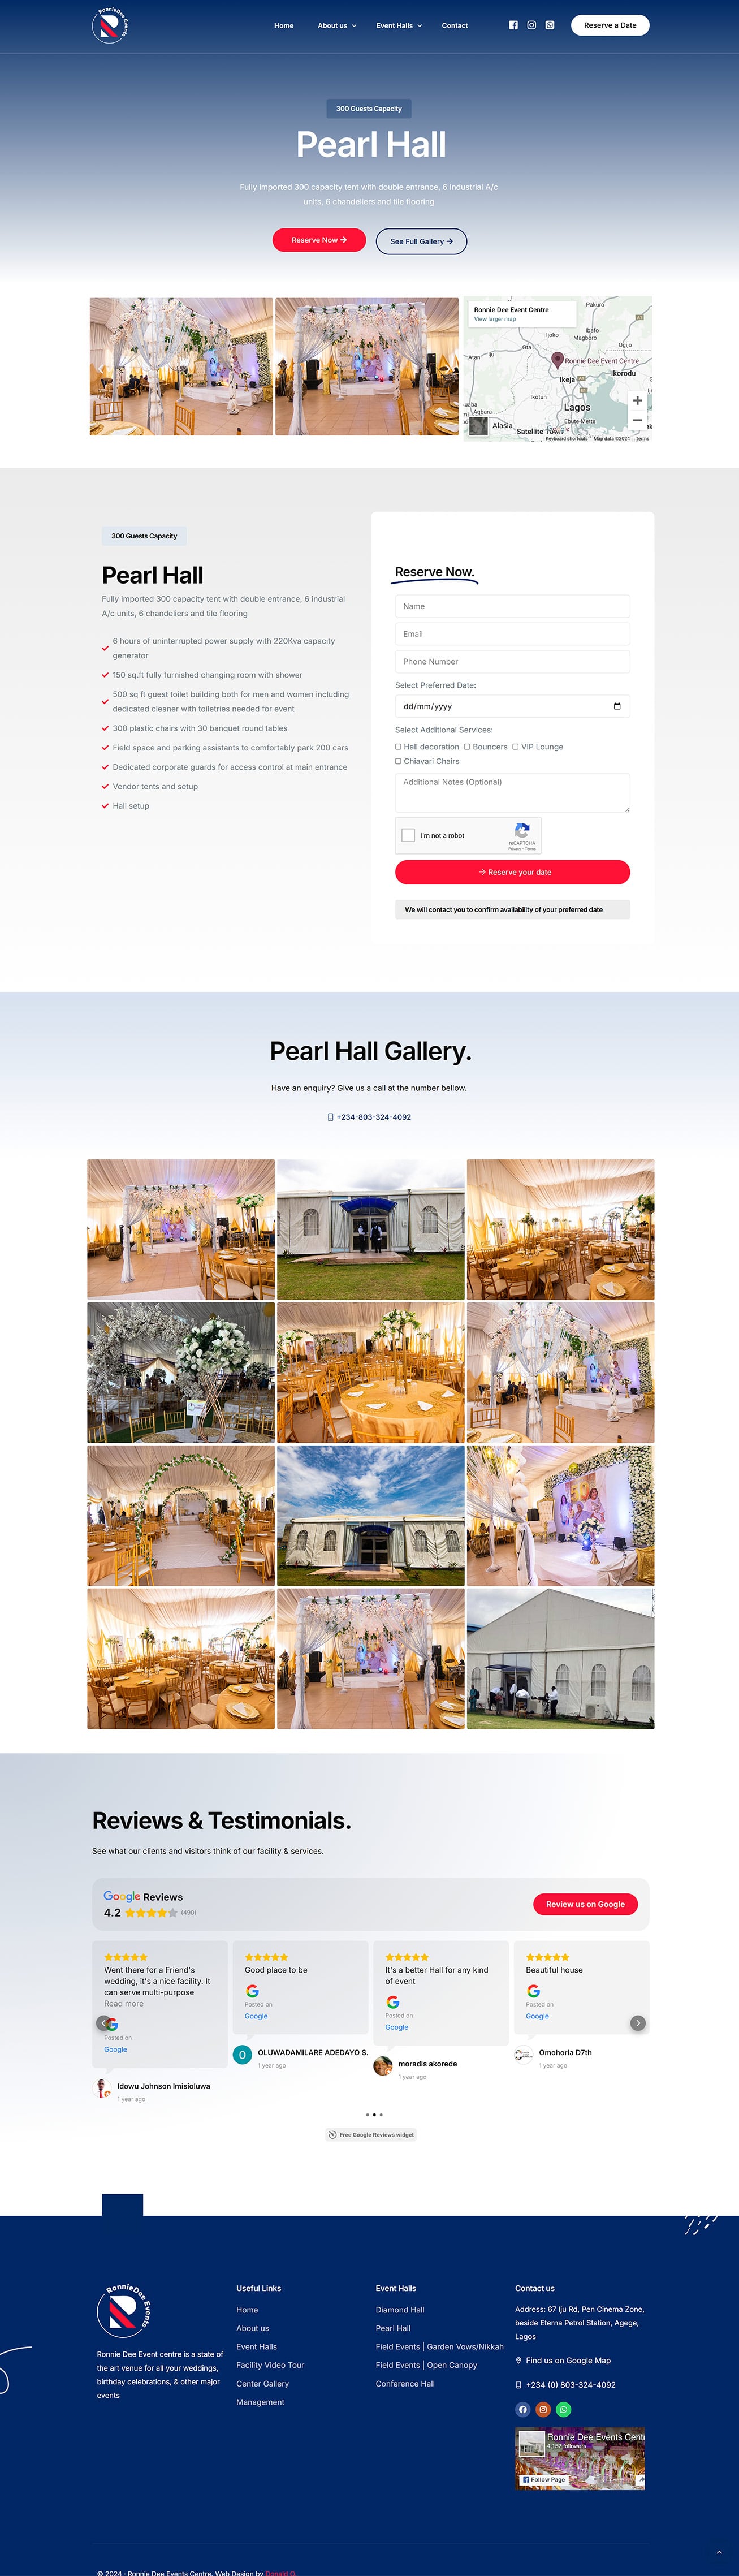 RonnieDee Events
Home
About us
Event Halls
Contact
Reserve a Date
300 Guests Capacity
Pearl Hall
Fully imported 300 capacity tent with double entrance, 6 industrial A/c
units, 6 chandeliers and tile flooring
Reserve Now
See Full Gallery
Ronnie Dee Event Centre
View larger map
Pakuro
Ibafo
Magboro
Ijoko
Ogijo
Ota
Iju
Atan
Ronnie Dee Event Centre
Ikeja
Ikorodu
Ikotun
Lagos
Agbara
Ebute-Metta
Alasia
Satellite Town
Keyboard shortcuts
Map data ©2024
Terms
300 Guests Capacity
Pearl Hall
Fully imported 300 capacity tent with double entrance, 6 industrial
A/c units, 6 chandeliers and tile flooring
6 hours of uninterrupted power supply with 220Kva capacity
generator
150 sq.ft fully furnished changing room with shower
500 sq ft guest toilet building both for men and women including
dedicated cleaner with toiletries needed for event
300 plastic chairs with 30 banquet round tables
Field space and parking assistants to comfortably park 200 cars
Dedicated corporate guards for access control at main entrance
Vendor tents and setup
Hall setup
Reserve Now.
Name
Email
Phone Number
Select Preferred Date:
dd/mm/yyyy
Select Additional Services:
Hall decoration
Bouncers
VIP Lounge
Chiavari Chairs
Additional Notes (Optional)
I'm not a robot
reCAPTCHA
Privacy - Terms
Reserve your date
We will contact you to confirm availability of your preferred date
Pearl Hall Gallery.
Have an enquiry? Give us a call at the number bellow.
+234-803-324-4092
Reviews & Testimonials.
See what our clients and visitors think of our facility & services.
Google Reviews
4.2
(490)
Review us on Google
Went there for a Friend's
wedding, it's a nice facility. It
can serve multi-purpose
Read more
Posted on
Google
Idowu Johnson Imisioluwa
1 year ago
Good place to be
Posted on
Google
O
OLUWADAMILARE ADEDAYO S.
1 year ago
It's a better Hall for any kind
of event
Posted on
Google
moradis akorede
1 year ago
Beautiful house
Posted on
Google
Omohorla D7th
1 year ago
Free Google Reviews widget
RonnieDee Events
Ronnie Dee Event centre is a state of
the art venue for all your weddings,
birthday celebrations, & other major
events
Useful Links
Home
About us
Event Halls
Facility Video Tour
Center Gallery
Management
Event Halls
Diamond Hall
Pearl Hall
Field Events | Garden Vows/Nikkah
Field Events | Open Canopy
Conference Hall
Contact us
Address: 67 Iju Rd, Pen Cinema Zone,
beside Eterna Petrol Station, Agege,
Lagos
Find us on Google Map
+234 (0) 803-324-4092
Ronnie Dee Events Cent
4,157 followers
Follow Page
© 2024 · Ronnie Dee Events Centre. Web Design by Donald O.